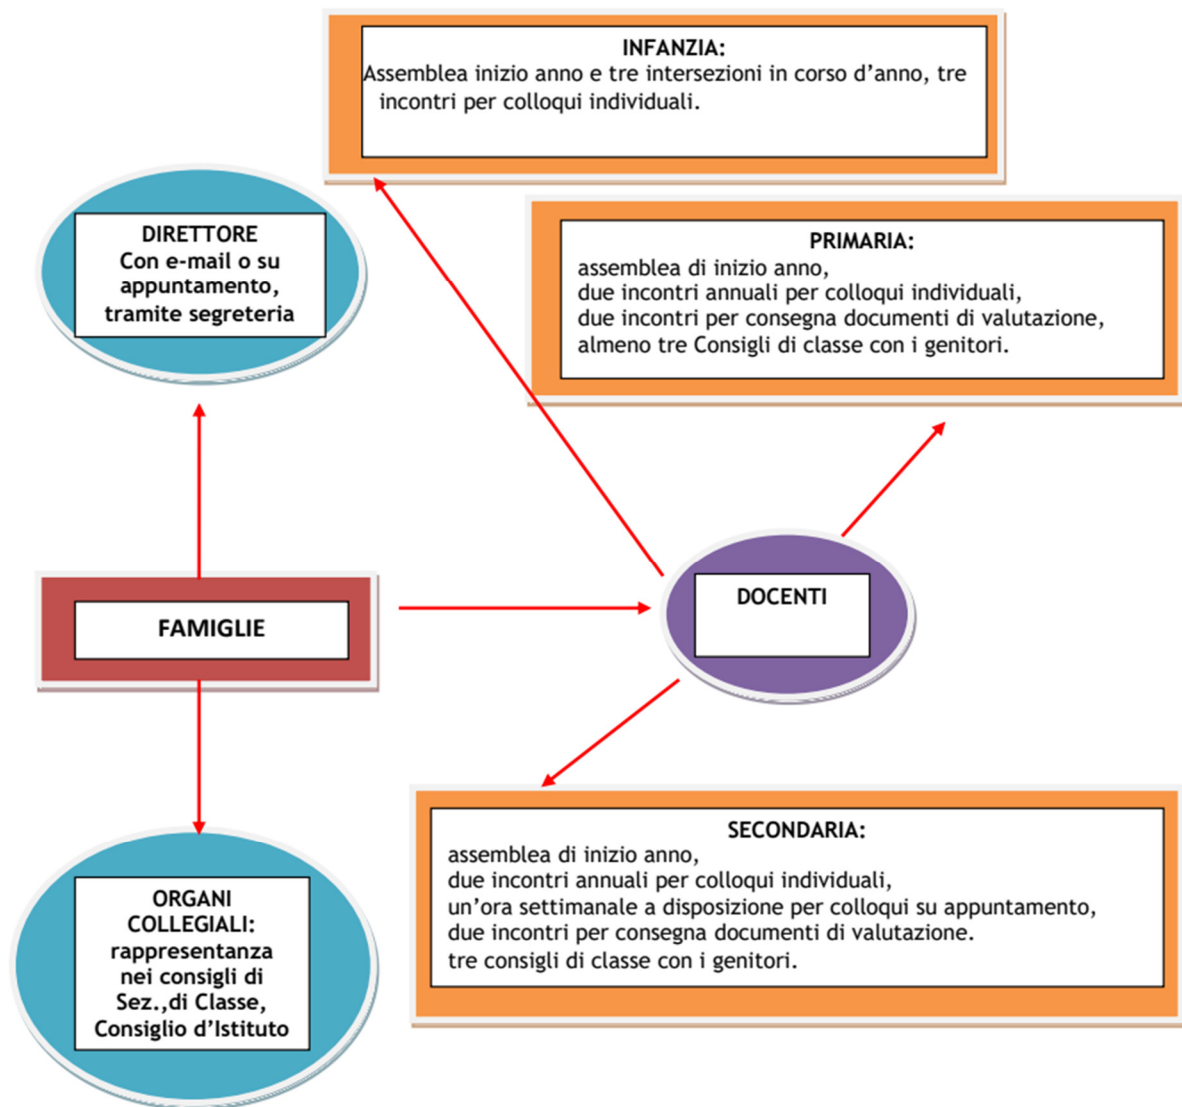 INFANZIA:
Assemblea inizio anno e tre intersezioni in corso d’anno, tre
incontri per colloqui individuali.
DIRETTORE
Con e-mail o su
appuntamento,
tramite segreteria
PRIMARIA:
assemblea di inizio anno,
due incontri annuali per colloqui individuali,
due incontri per consegna documenti di valutazione,
almeno tre Consigli di classe con i genitori.
FAMIGLIE
DOCENTI
SECONDARIA:
assemblea di inizio anno,
due incontri annuali per colloqui individuali,
un’ora settimanale a disposizione per colloqui su appuntamento,
due incontri per consegna documenti di valutazione.
tre consigli di classe con i genitori.
ORGANI
COLLEGIALI:
rappresentanza
nei consigli di
Sez.,di Classe,
Consiglio d’Istituto